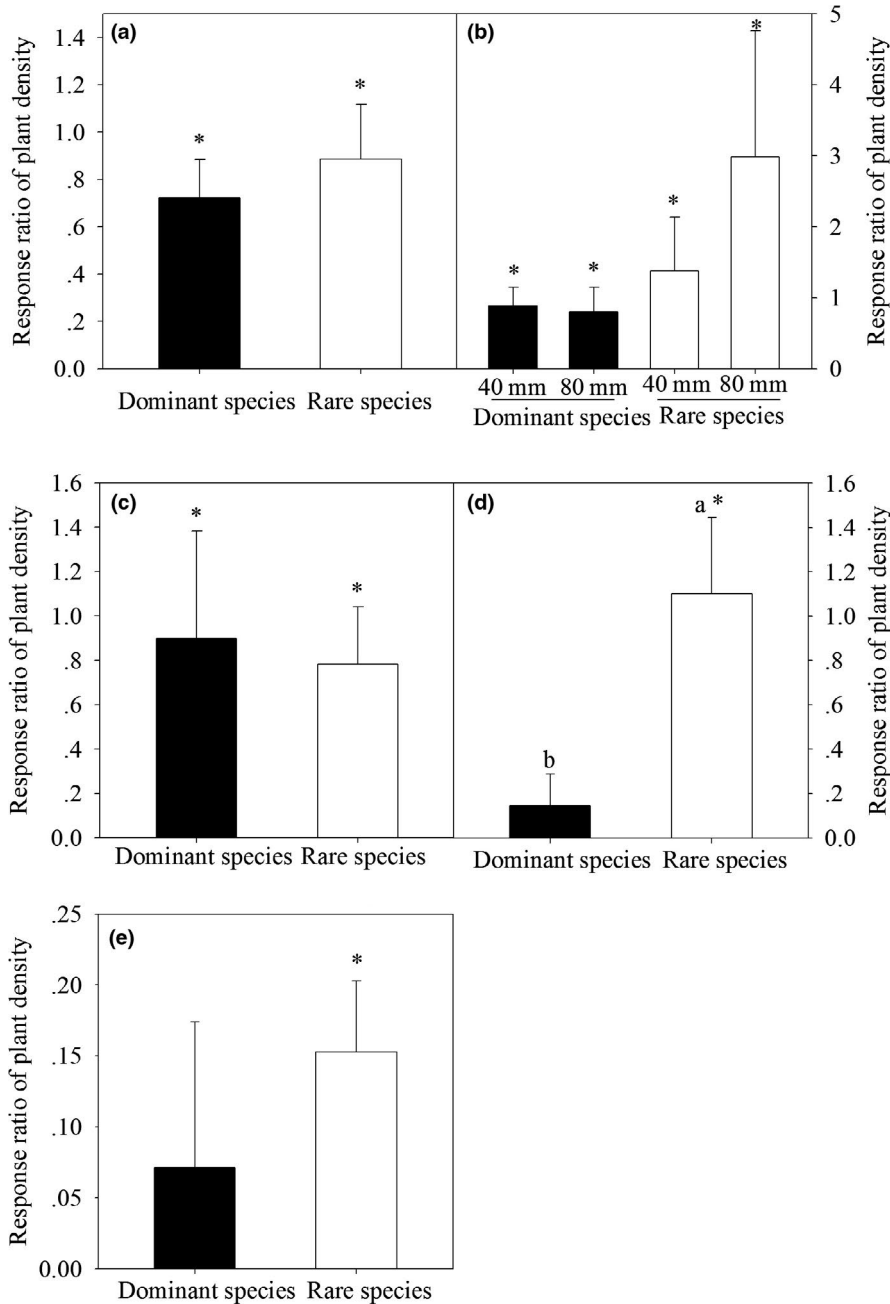 (a)
Response ratio of plant density
1.4
1.2
1.0
.8
.6
.4
.2
0.0
*
*
Dominant species
Rare species
(b)
Response ratio of plant density
5
4
3
2
1
0
*
*
*
*
40 mm
80 mm
40 mm
80 mm
Dominant species
Rare species
(c)
Response ratio of plant density
1.6
1.4
1.2
1.0
.8
.6
.4
.2
0.0
*
*
Dominant species
Rare species
(d)
Response ratio of plant density
1.6
1.4
1.2
1.0
.8
.6
.4
.2
0.0
b
a *
Dominant species
Rare species
(e)
Response ratio of plant density
.25
.20
.15
.10
.05
0.00
*
Dominant species
Rare species